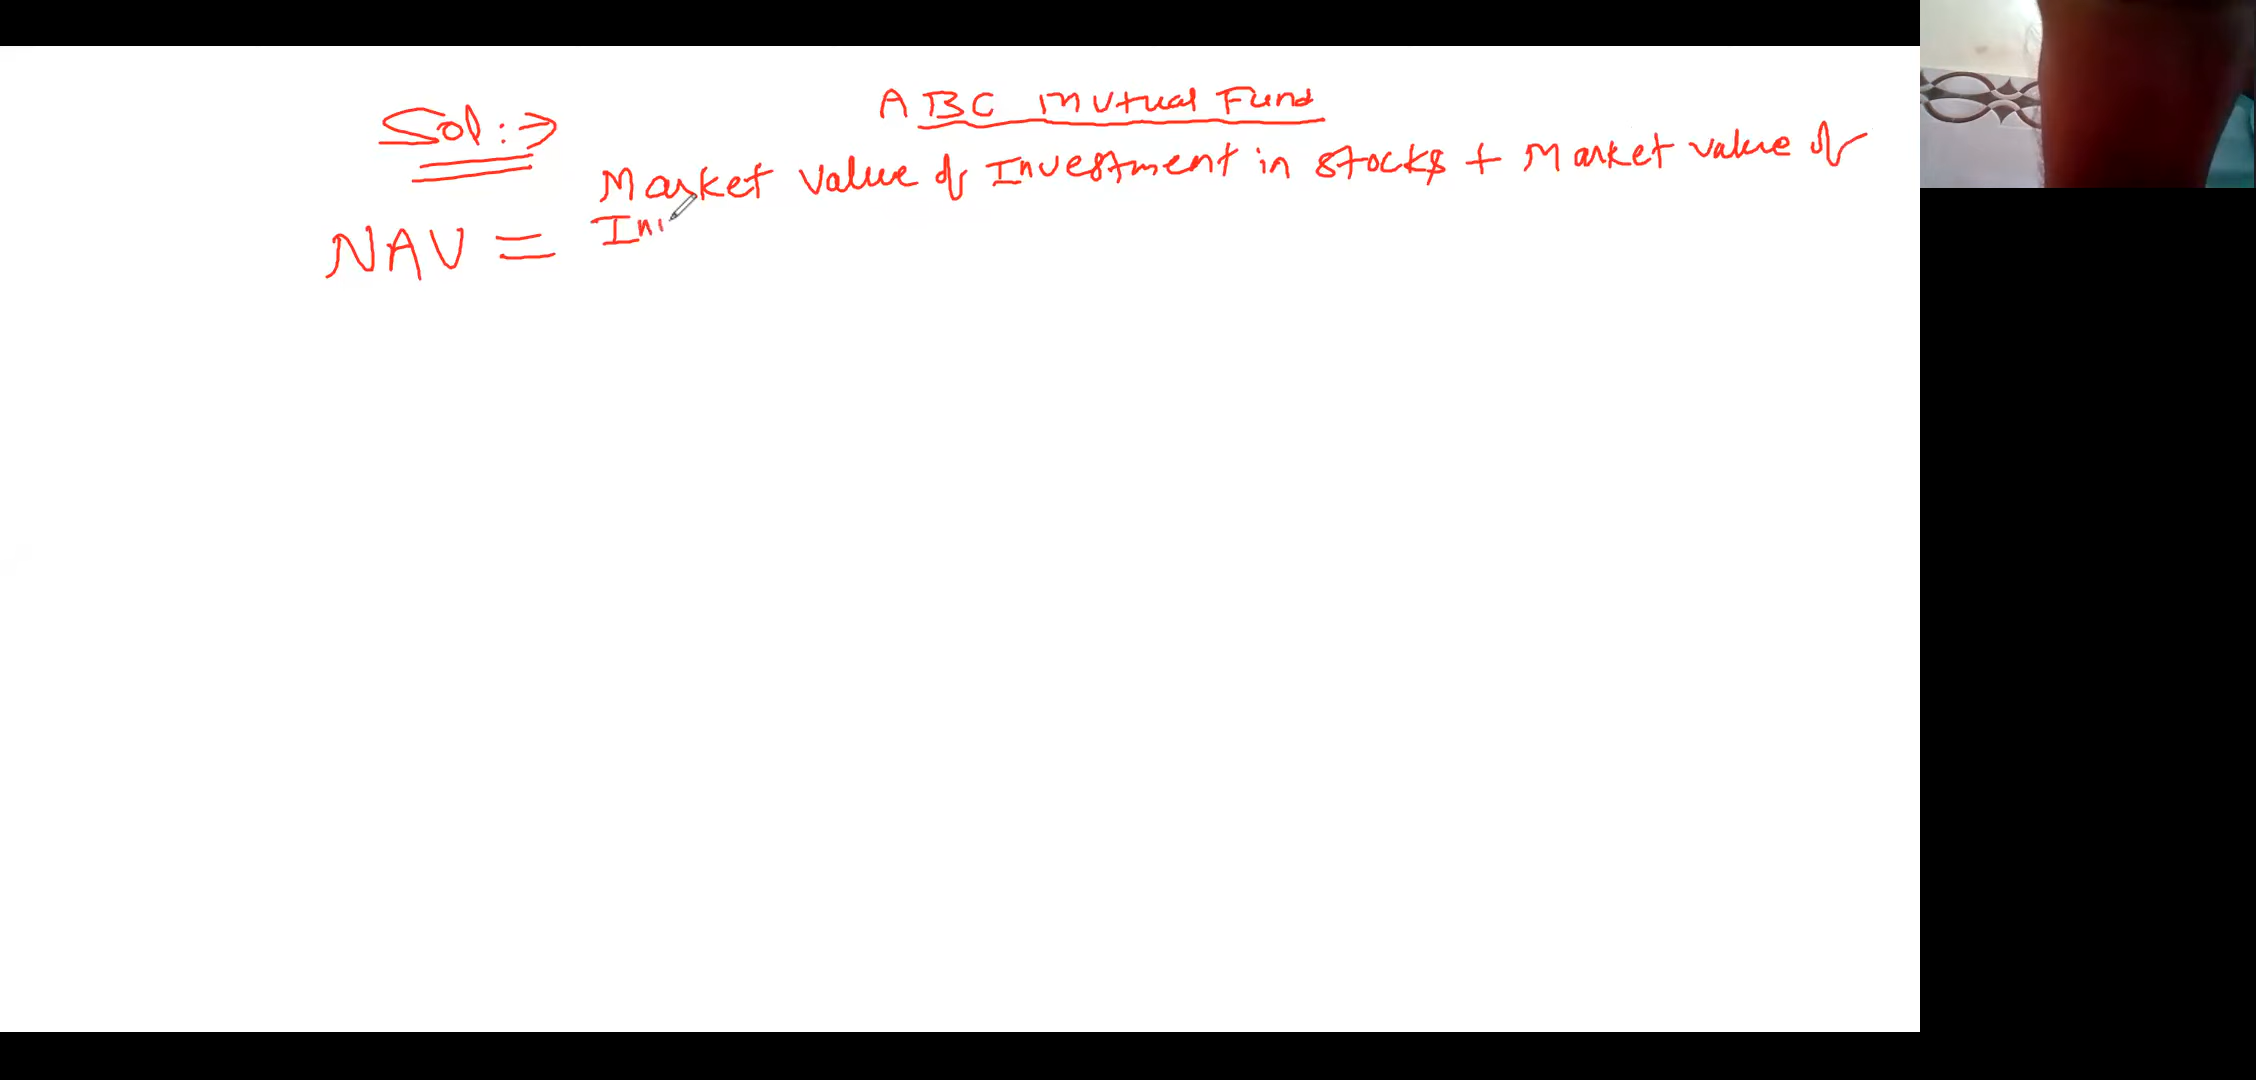 ABC Mutual Fund
Sol:→
Market value of Investment in stocks + Market value of
NAV =